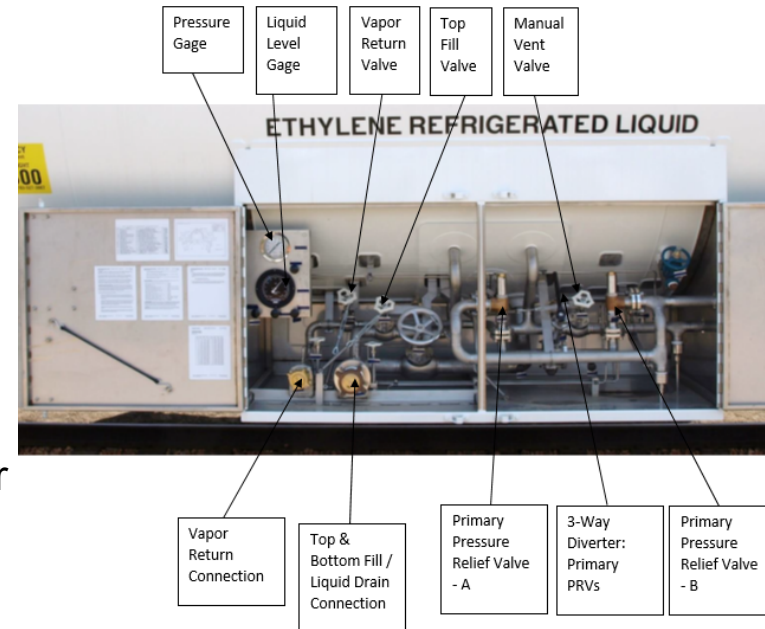 Pressure
Gage
Liquid
Level
Gage
Vapor
Return
Valve
Top
Fill
Valve
Manual
Vent
Valve
ETHYLENE REFRIGERATED LIQUID
00
r
Vapor
Return
Connection
Top &
Bottom Fill /
Liquid Drain
Connection
Primary
Pressure
Relief Valve
- A
3-Way
Diverter:
Primary
PRVs
Primary
Pressure
Relief Valve
- B